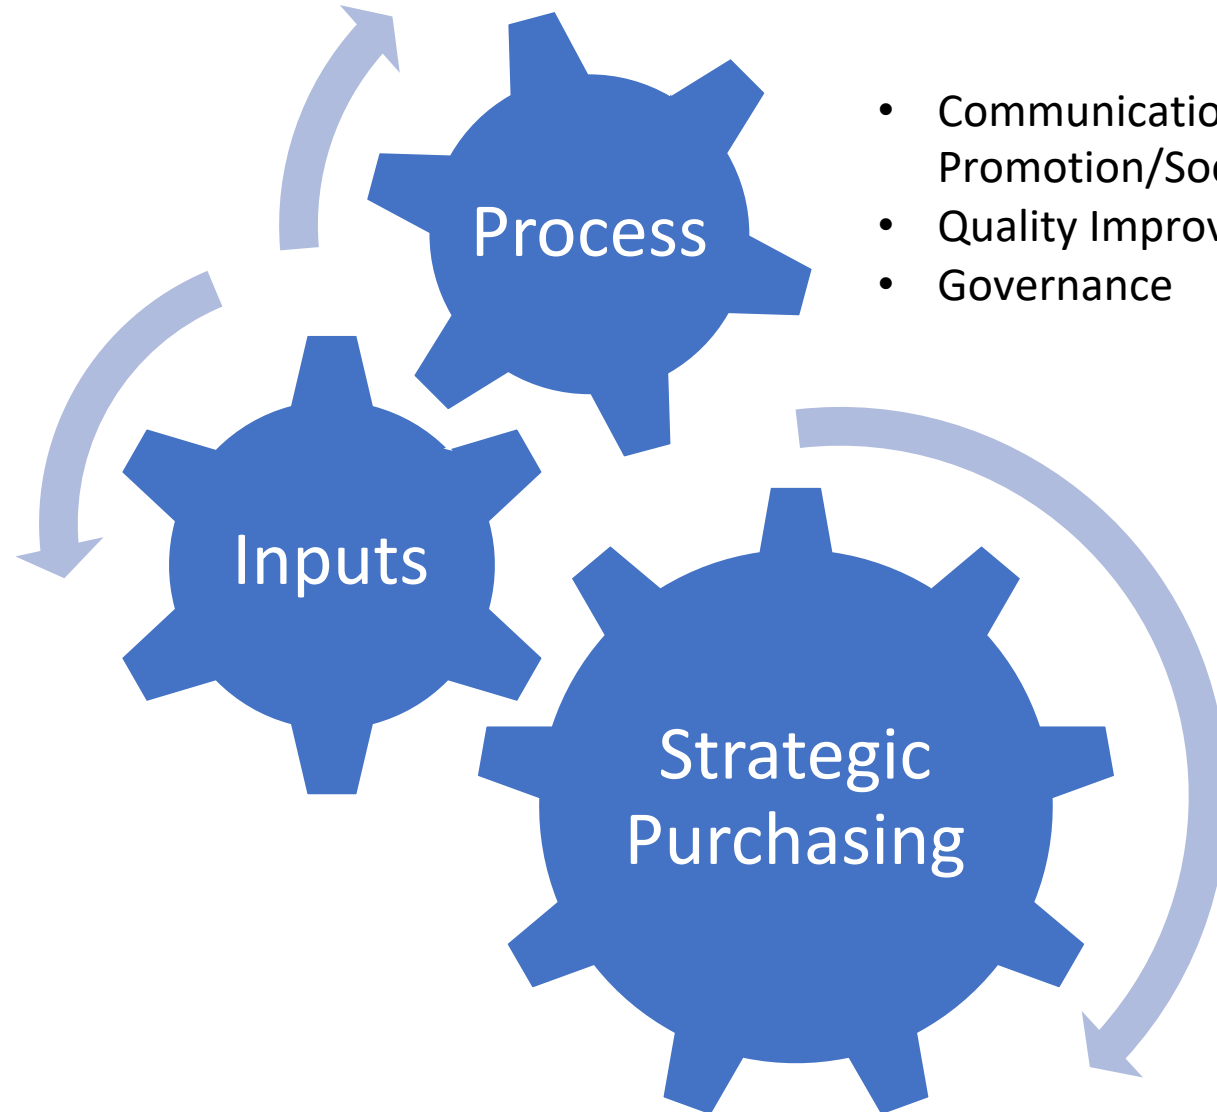 Process
• Communicatio
Promotion/Soc
• Quality Improv
• Governance
Inputs
Strategic
Purchasing